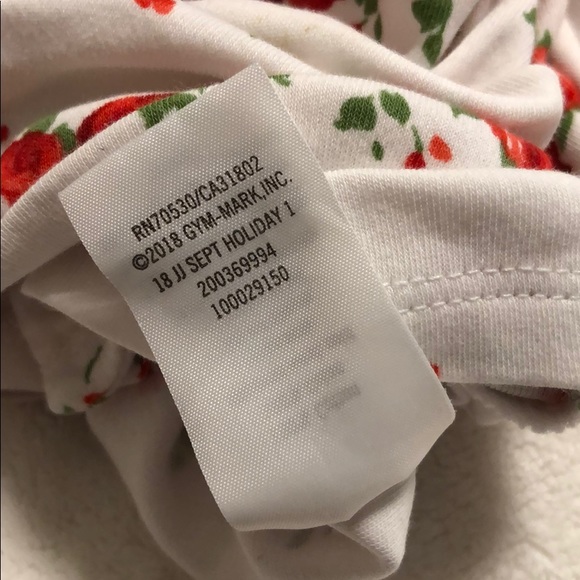 RN70530/CA31802
©2018 GYM-MARK,INC.
18 JJ SEPT HOLIDAY 1
200369994
100029150